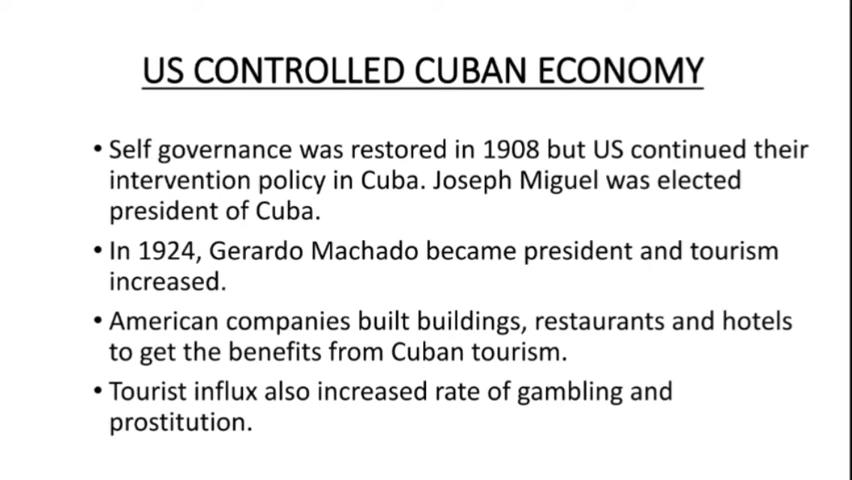 US CONTROLLED CUBAN ECONOMY
• Self governance was restored in 1908 but US continued their
intervention policy in Cuba. Joseph Miguel was elected
president of Cuba.
• In 1924, Gerardo Machado became president and tourism
increased.
• American companies built buildings, restaurants and hotels
to get the benefits from Cuban tourism.
• Tourist influx also increased rate of gambling and
prostitution.